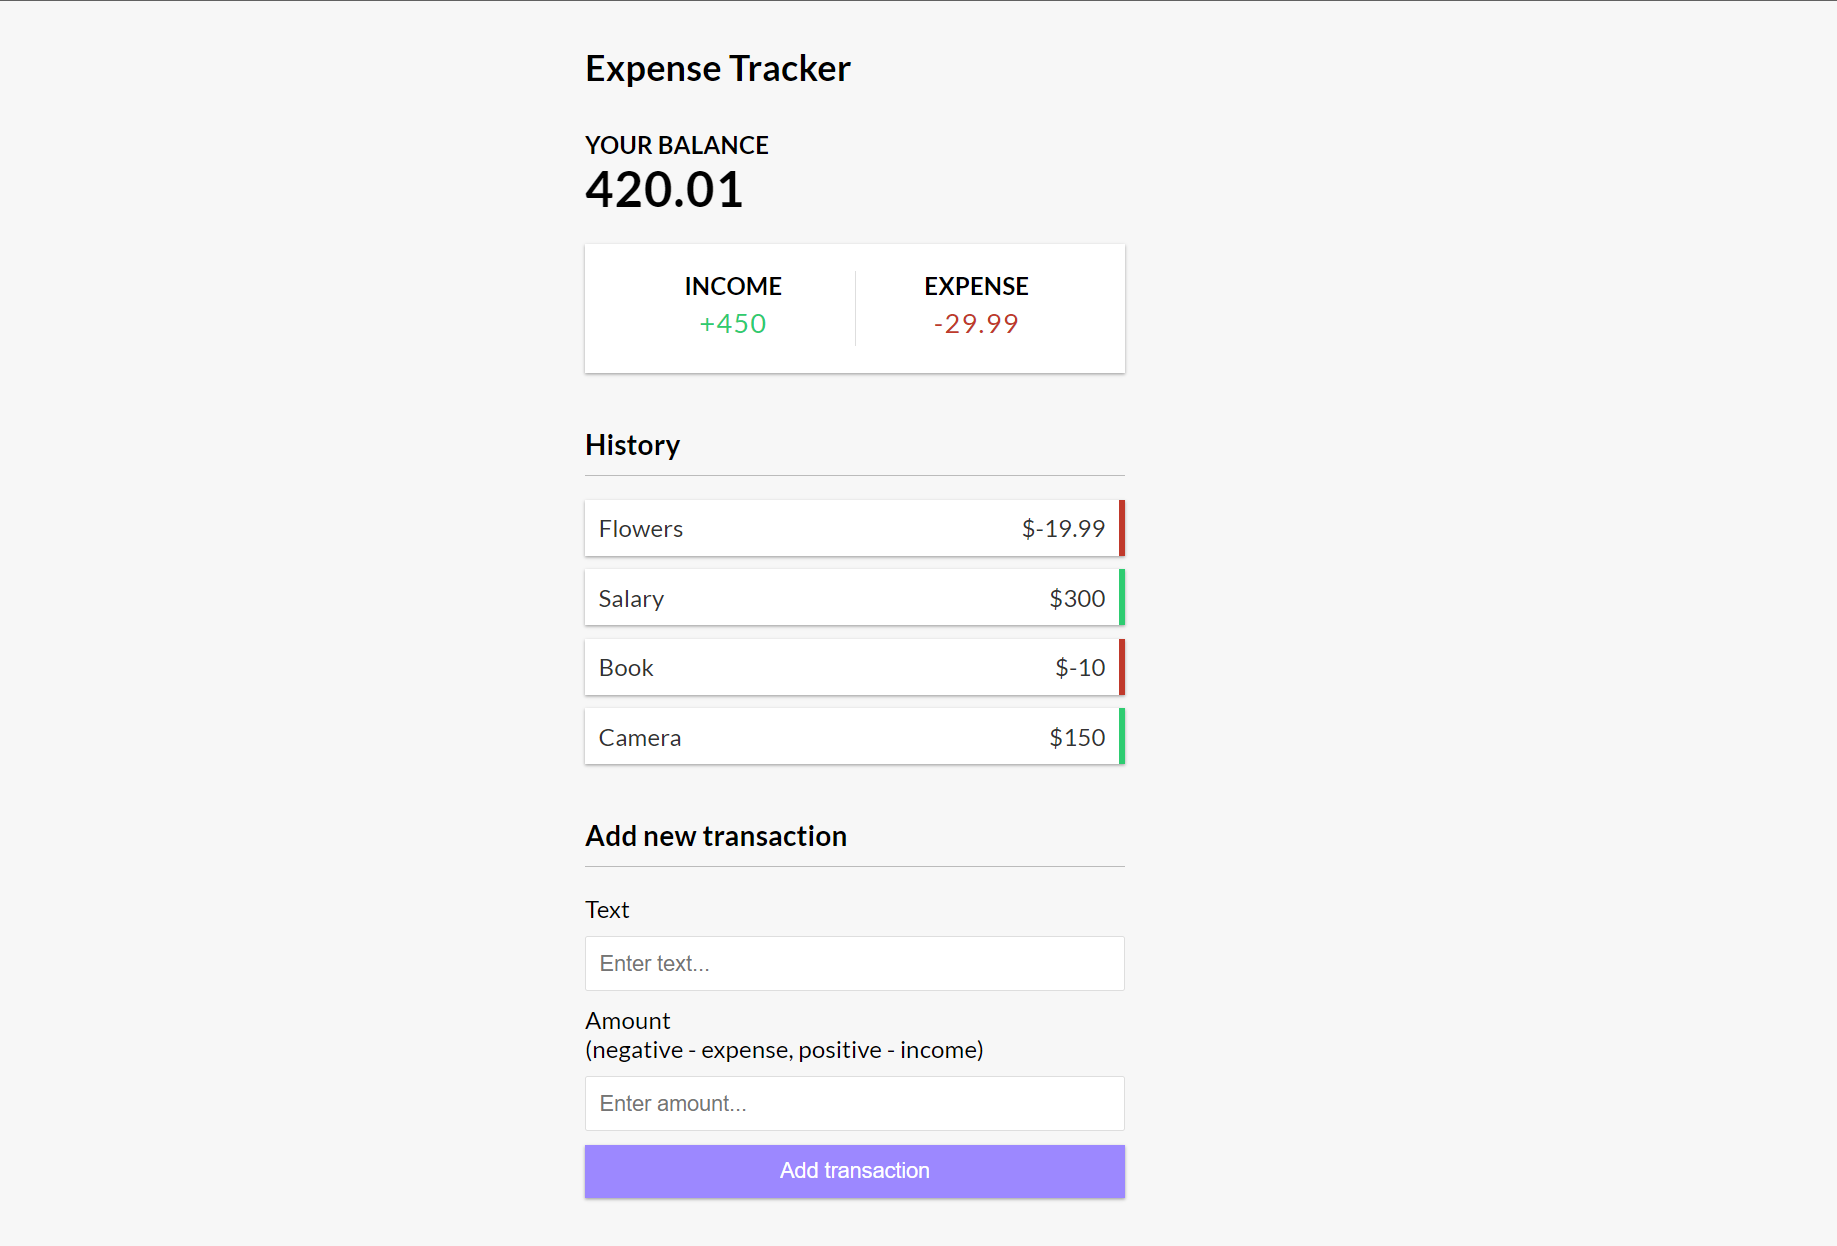 Expense Tracker
YOUR BALANCE
420.01
INCOME EXPENSE
+450 -29.99
History
Flowers $-19.99
Salary $300
Book $-10
Camera $150
Add new transaction
Text
Enter text...
Amount
(negative - expense, positive - income)
Enter amount...
Add transaction